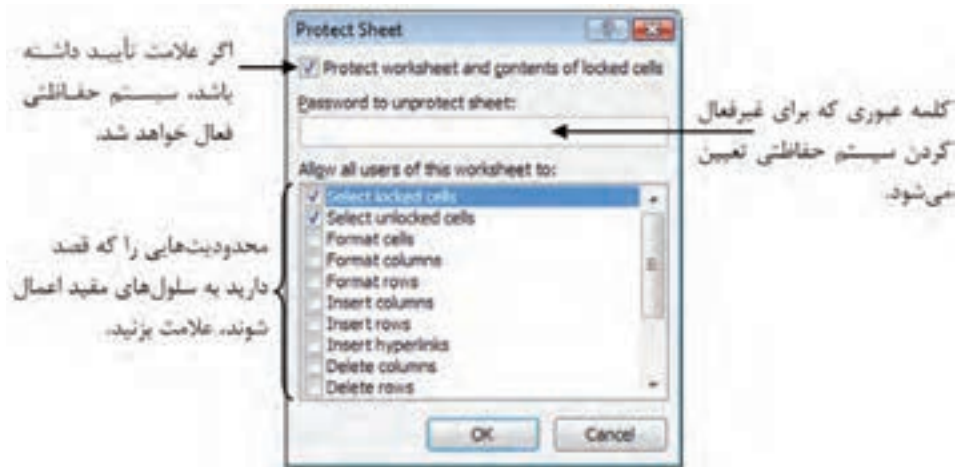 Protect Sheet
Protect worksheet and contents of locked cells
Password to unprotect sheet:
Allow all users of this worksheet to:
Select locked cells
Select unlocked cells
Format cells
Format columns
Format rows
Insert columns
Insert rows
Insert hyperlinks
Delete columns
Delete rows
OK
Cancel
اگر علامت تأیید داشته
باشد، سیستم حفاظتی
فعال خواهد شد.
کلمه عبوری که برای غیرفعال
کردن سیستم حفاظتی تعیین
می‌شود.
محدودیت‌هایی را که قصد
دارید به سلول‌های مقید اعمال
شوند، علامت بزنید.